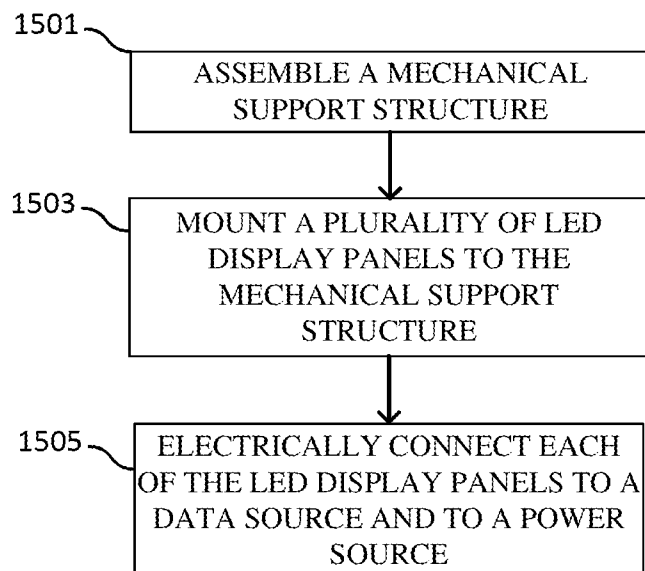 1501
ASSEMBLE A MECHANICAL
SUPPORT STRUCTURE
1503
MOUNT A PLURALITY OF LED
DISPLAY PANELS TO THE
MECHANICAL SUPPORT
STRUCTURE
1505
ELECTRICALLY CONNECT EACH
OF THE LED DISPLAY PANELS TO A
DATA SOURCE AND TO A POWER
SOURCE